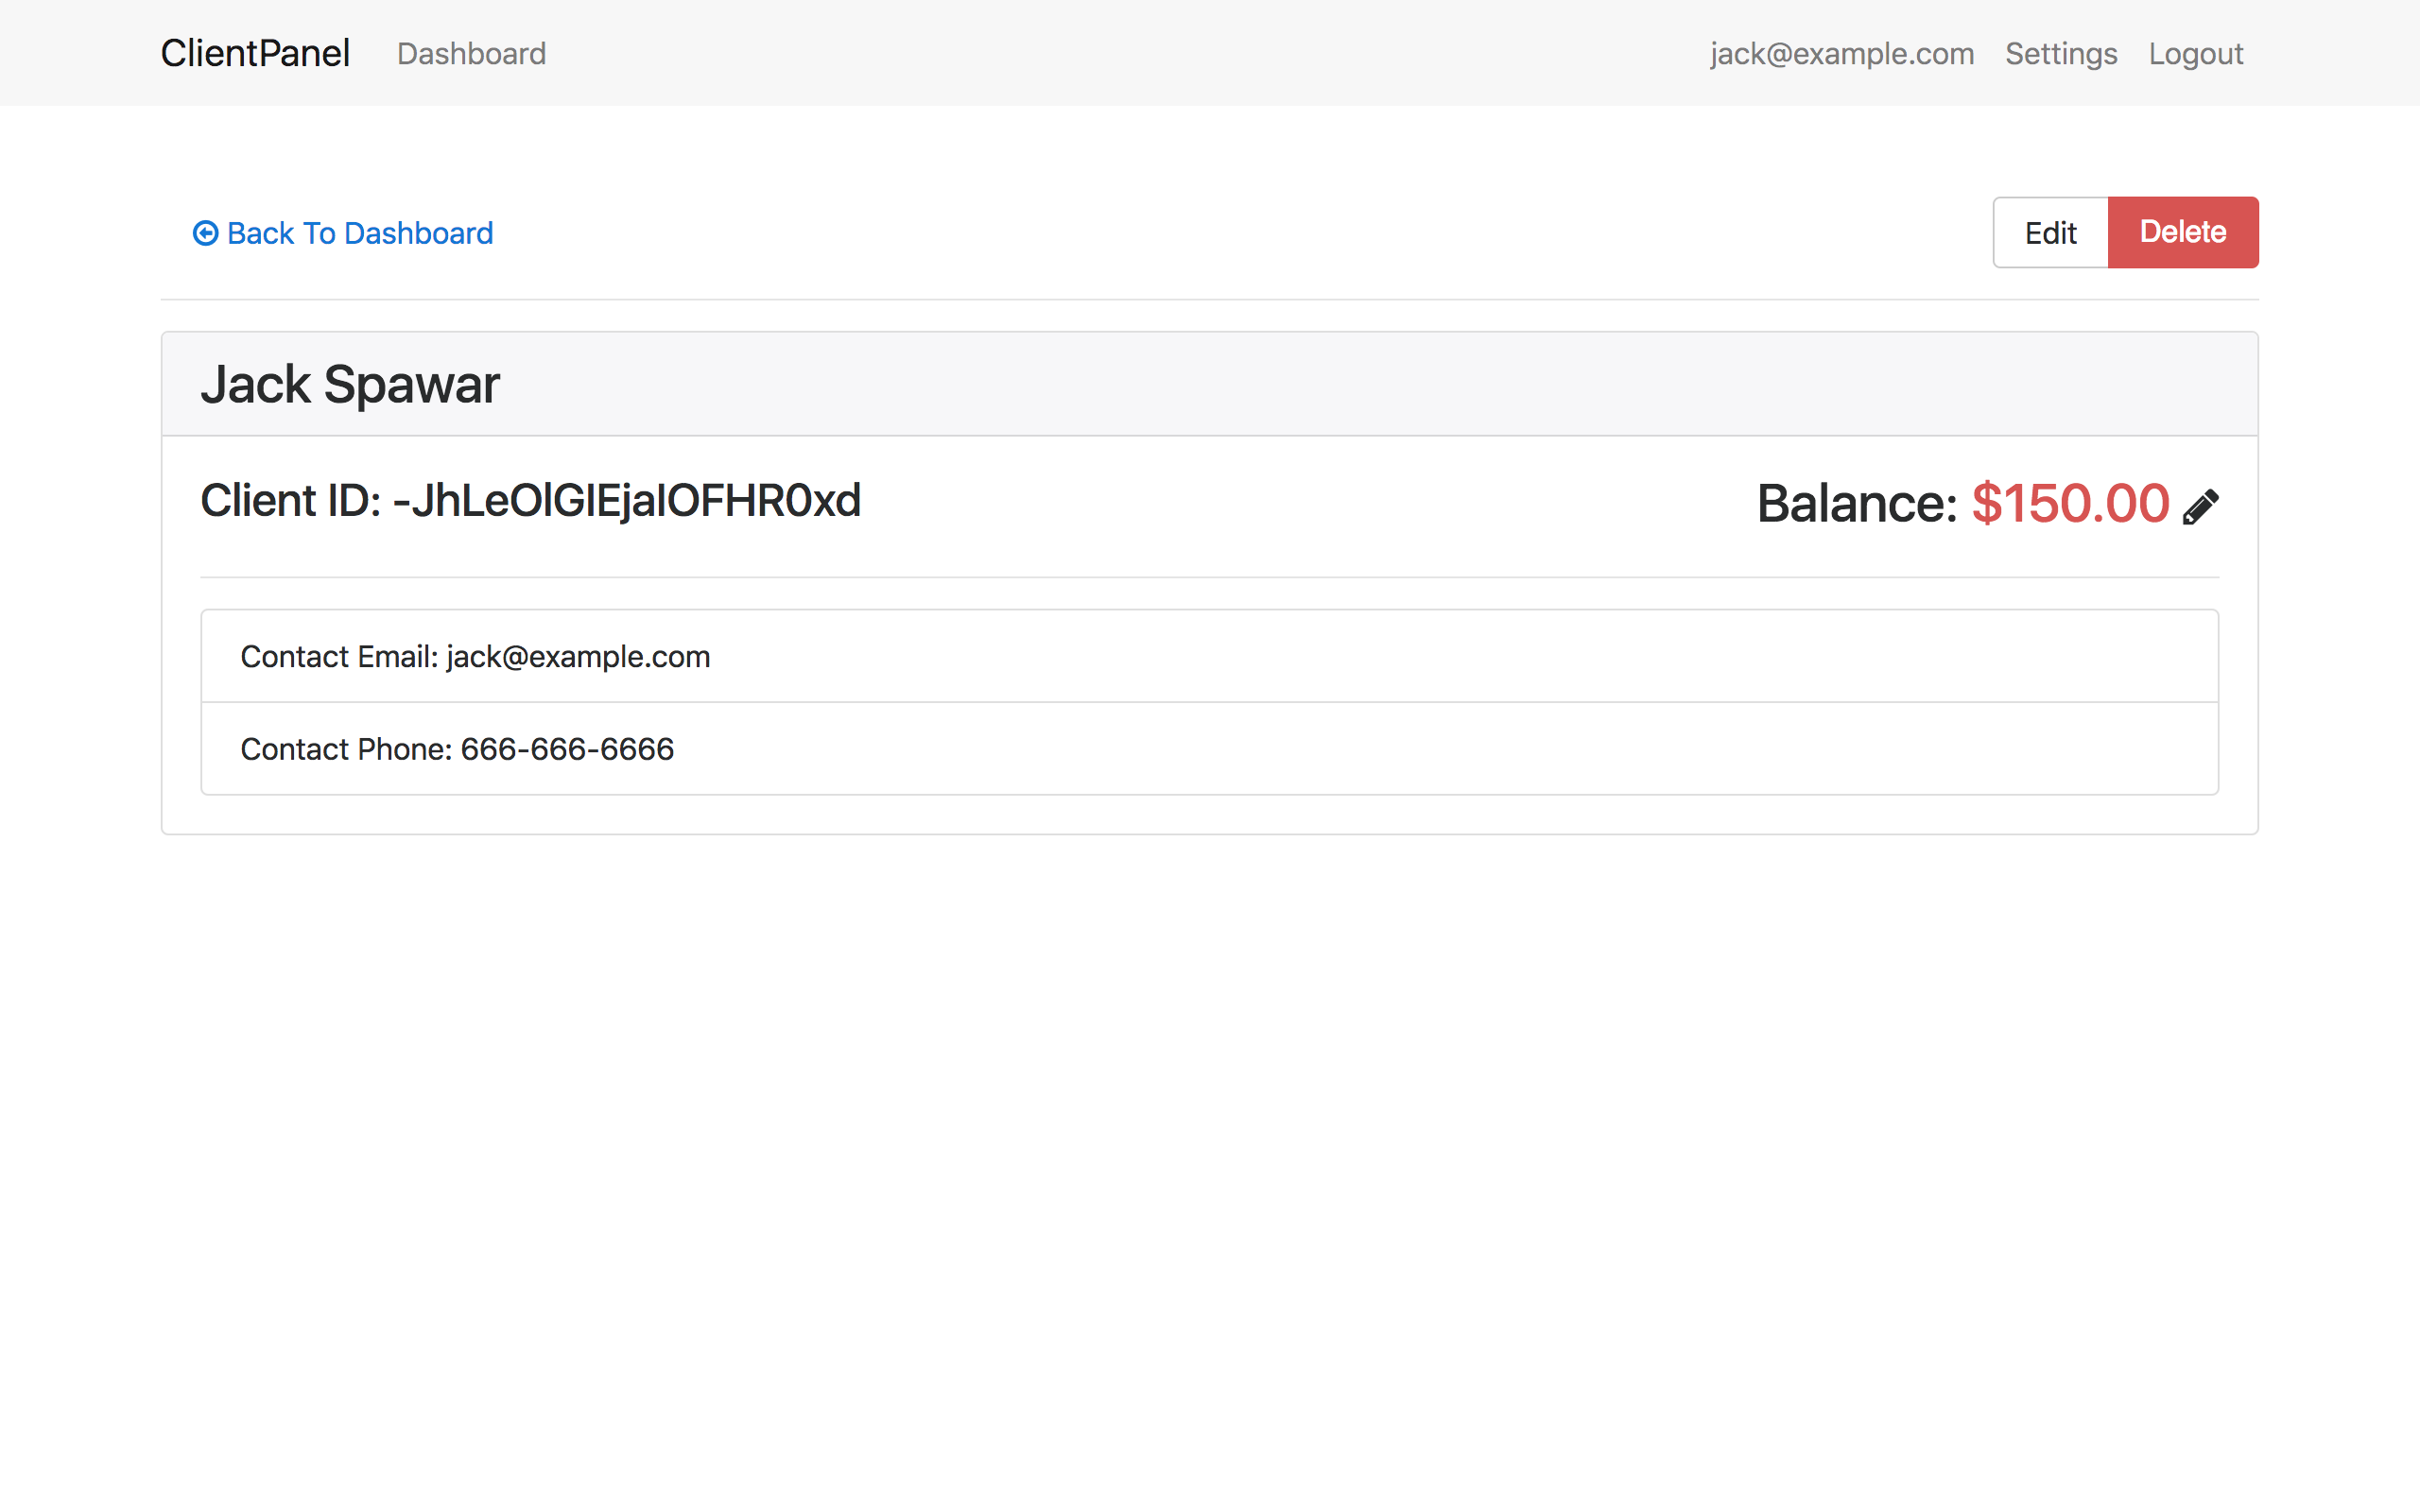 ClientPanel Dashboard jack@example.com Settings Logout
Back To Dashboard Edit Delete
Jack Spawar
Client ID: -JhLeOlGIEjaIOFHR0xd Balance: $150.00
Contact Email: jack@example.com
Contact Phone: 666-666-6666